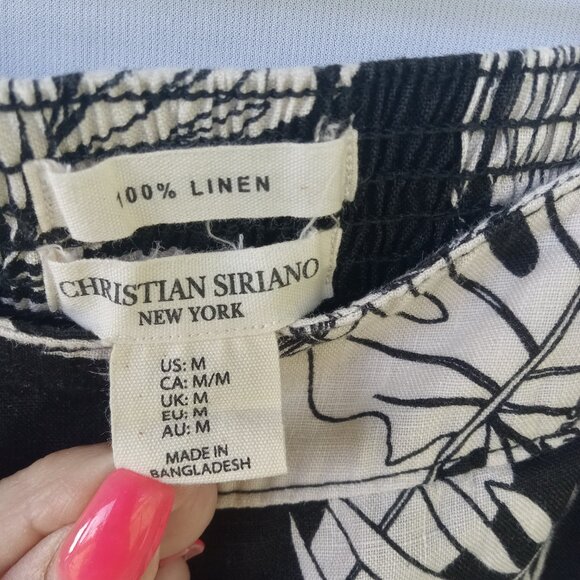 100% LINEN
CHRISTIAN SIRIANO
NEW YORK
US: M
CA: M/M
UK: M
EU: M
AU: M
MADE IN
BANGLADESH